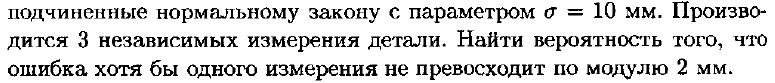 подчиненные нормальному закону с параметром σ = 10 мм. Произво-
дится 3 независимых измерения детали. Найти вероятность того, что
ошибка хотя бы одного измерения не превосходит по модулю 2 мм.